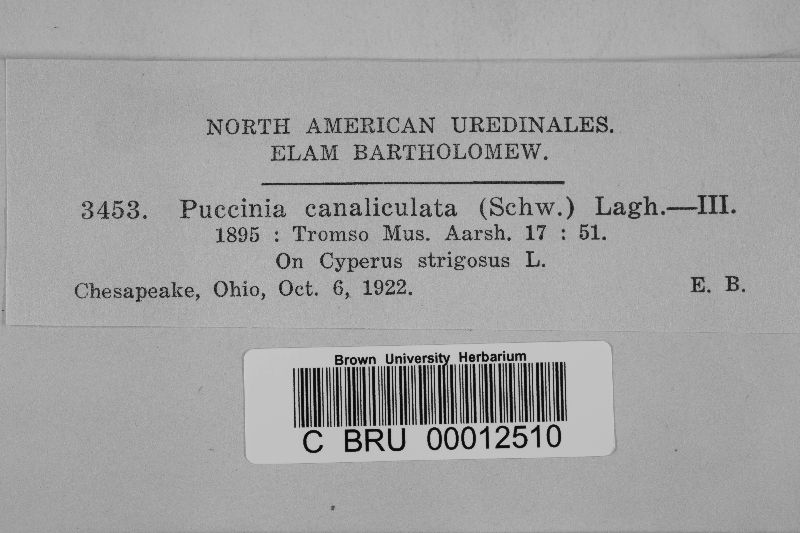 NORTH AMERICAN UREDINALES.
ELAM BARTHOLOMEW.
3453. Puccinia canaliculata (Schw.) Lagh.—III.
1895 : Tromso Mus. Aarsh. 17 : 51.
On Cyperus strigosus L.
Chesapeake, Ohio, Oct. 6, 1922. E. B.
Brown University Herbarium
C BRU 00012510